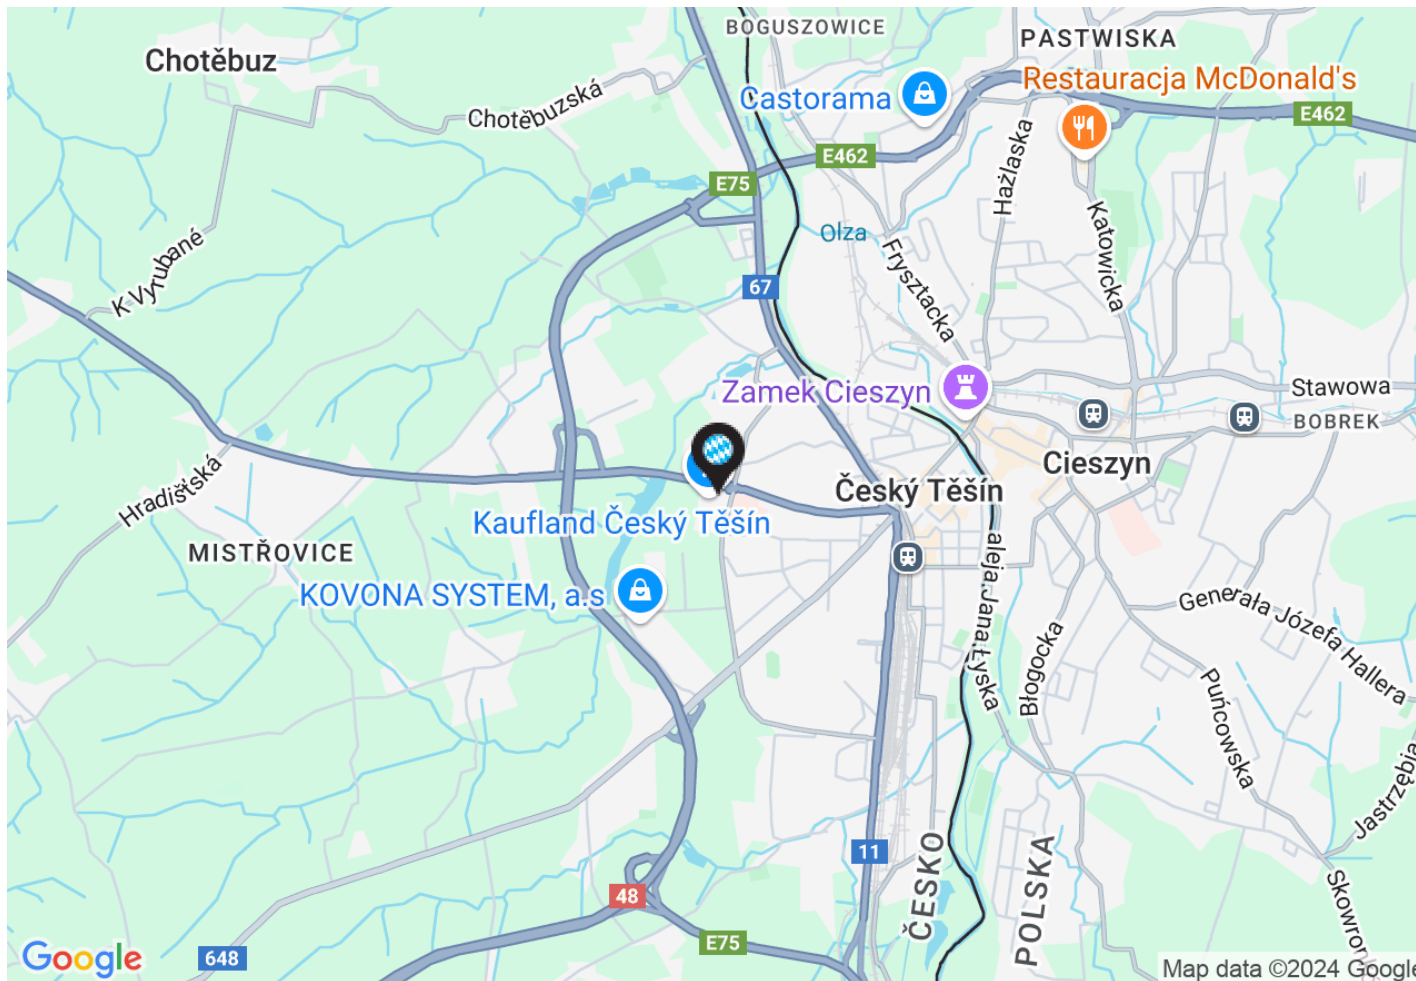 BOGUSZOWICE
PASTWISKA
Chotěbuz
Restauracja McDonald's
Castorama
Chotěbuzská
E462
E462
E75
Hażlaska
K Vyrubané
Olza
Katowicka
Frysztacka
67
Zamek Cieszyn
Stawowa
BOBREK
Cieszyn
Hradišťská
Český Těšín
Kaufland Český Těšín
MISTŘOVICE
KOVONA SYSTEM, a.s
aleja Jana Łyska
Generała Józefa Hallera
Błogocka
Puńcowska
Jastrzębia
11
ČESKO
POLSKA
48
Skowronk
E75
Google
648
Map data ©2024 Google